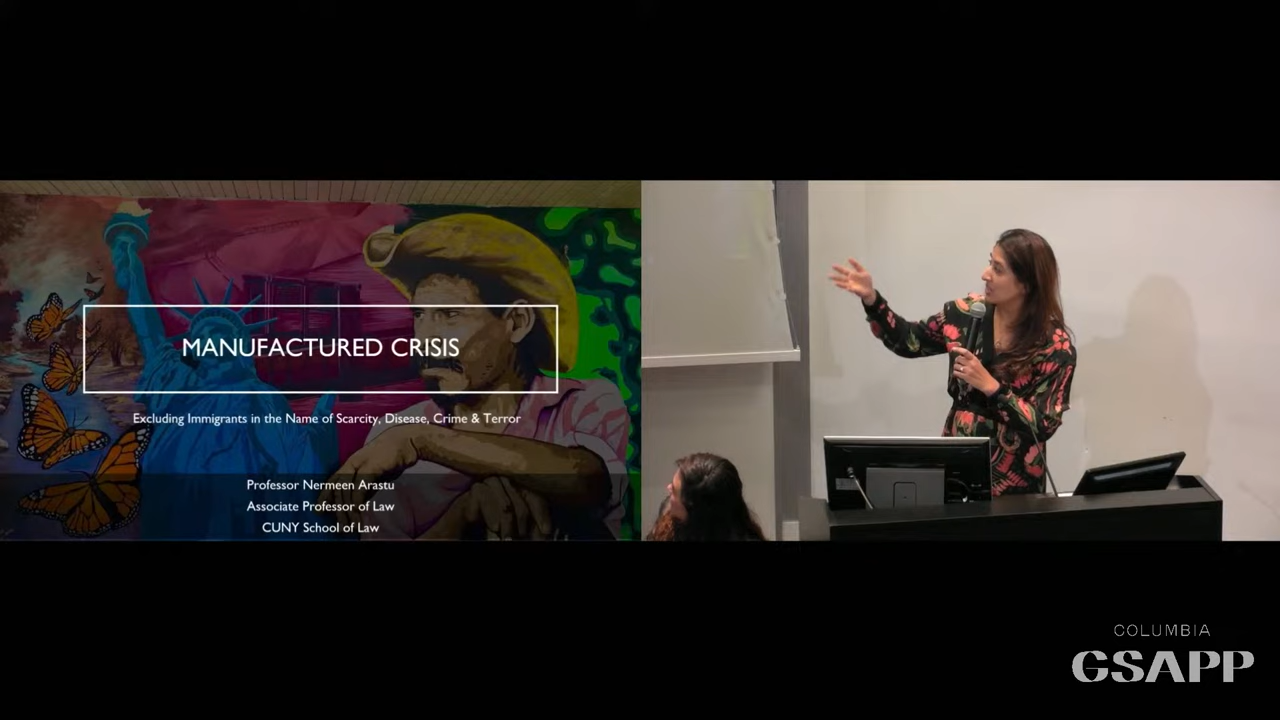 MANUFACTURED CRISIS
Excluding Immigrants in the Name of Scarcity, Disease, Crime & Terror
Professor Nermeen Arastu
Associate Professor of Law
CUNY School of Law
COLUMBIA
GSAPP